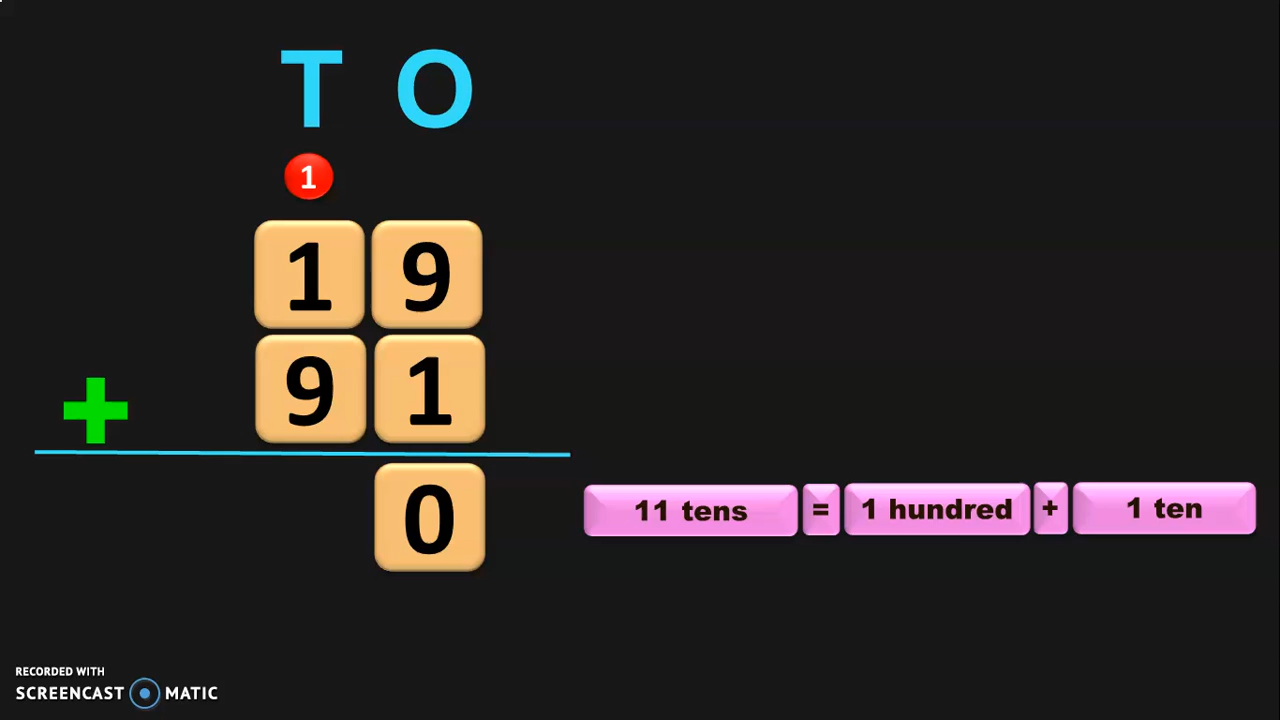 T O
1
1 9
+ 9 1
0
11 tens = 1 hundred + 1 ten
RECORDED WITH
SCREENCAST MATIC